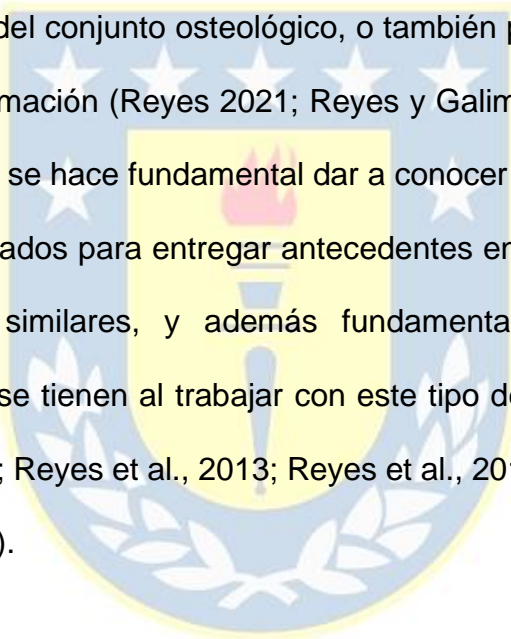 del conjunto osteológico, o también p
mación (Reyes 2021; Reyes y Galim
se hace fundamental dar a conocer
ados para entregar antecedentes en
similares, y además fundamenta
se tienen al trabajar con este tipo de
; Reyes et al., 2013; Reyes et al., 201
).